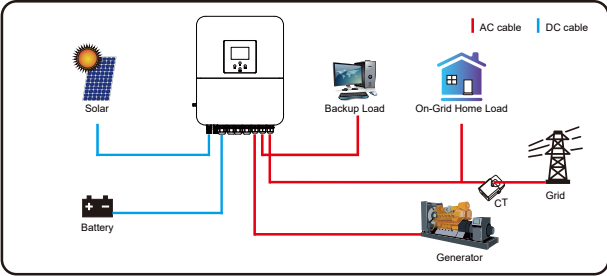 AC cable
DC cable
Solar
Backup Load
On-Grid Home Load
CT
Grid
Battery
Generator